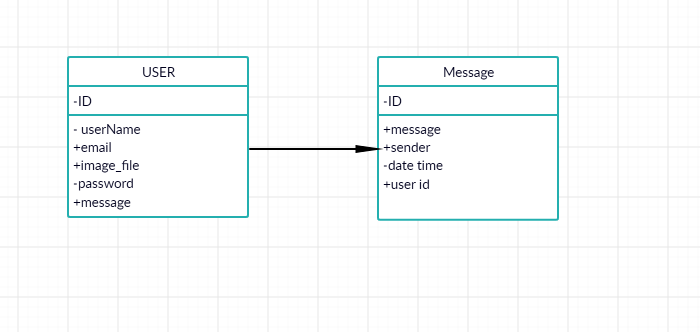 USER
-ID
- userName
+email
+image_file
-password
+message
Message
-ID
+message
+sender
-date time
+user id